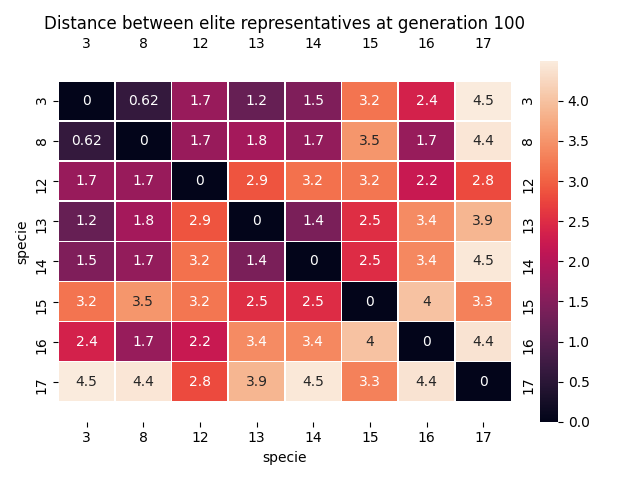 Distance between elite representatives at generation 100
3 8 12 13 14 15 16 17
3 0 0.62 1.7 1.2 1.5 3.2 2.4 4.5 3
8 0.62 0 1.7 1.8 1.7 3.5 1.7 4.4 8
12 1.7 1.7 0 2.9 3.2 3.2 2.2 2.8 12
13 1.2 1.8 2.9 0 1.4 2.5 3.4 3.9 13
14 1.5 1.7 3.2 1.4 0 2.5 3.4 4.5 14
15 3.2 3.5 3.2 2.5 2.5 0 4 3.3 15
16 2.4 1.7 2.2 3.4 3.4 4 0 4.4 16
17 4.5 4.4 2.8 3.9 4.5 3.3 4.4 0 17
3 8 12 13 14 15 16 17
specie
specie
4.0
3.5
3.0
2.5
2.0
1.5
1.0
0.5
0.0